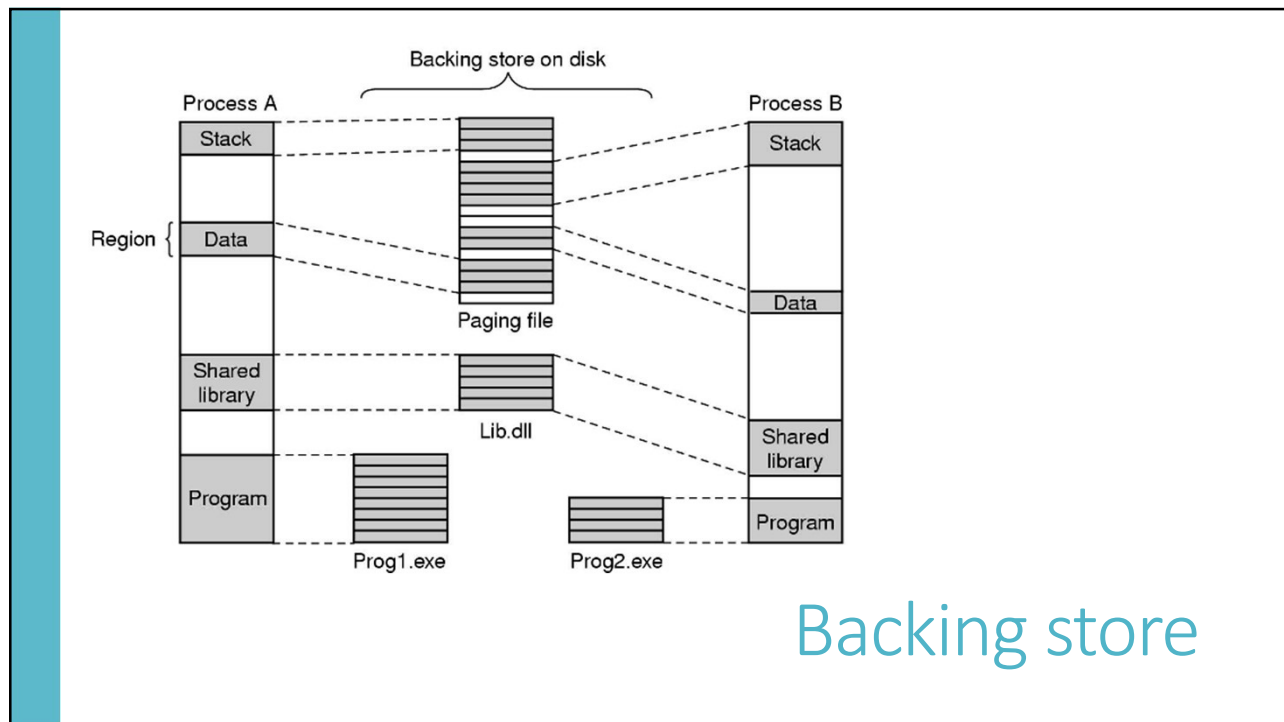 Backing store on disk
Process A
Process B
Stack
Stack
Region
Data
Data
Paging file
Shared
library
Lib.dll
Shared
library
Program
Program
Prog1.exe
Prog2.exe
Backing store